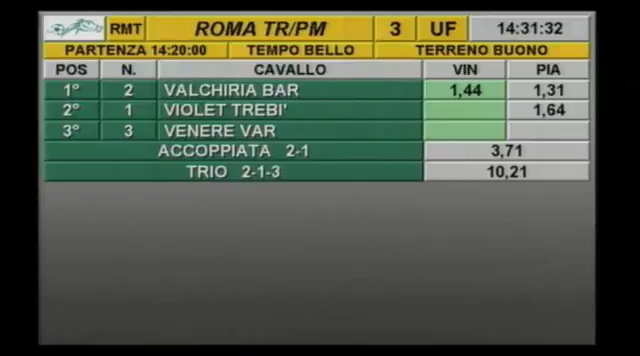 RMT ROMA TR/PM 3 UF 14:31:32
PARTENZA 14:20:00 TEMPO BELLO TERRENO BUONO
POS N. CAVALLO VIN PIA
1° 2 VALCHIRIA BAR 1,44 1,31
2° 1 VIOLET TREBI' 1,64
3° 3 VENERE VAR
ACCOPPIATA 2-1 3,71
TRIO 2-1-3 10,21